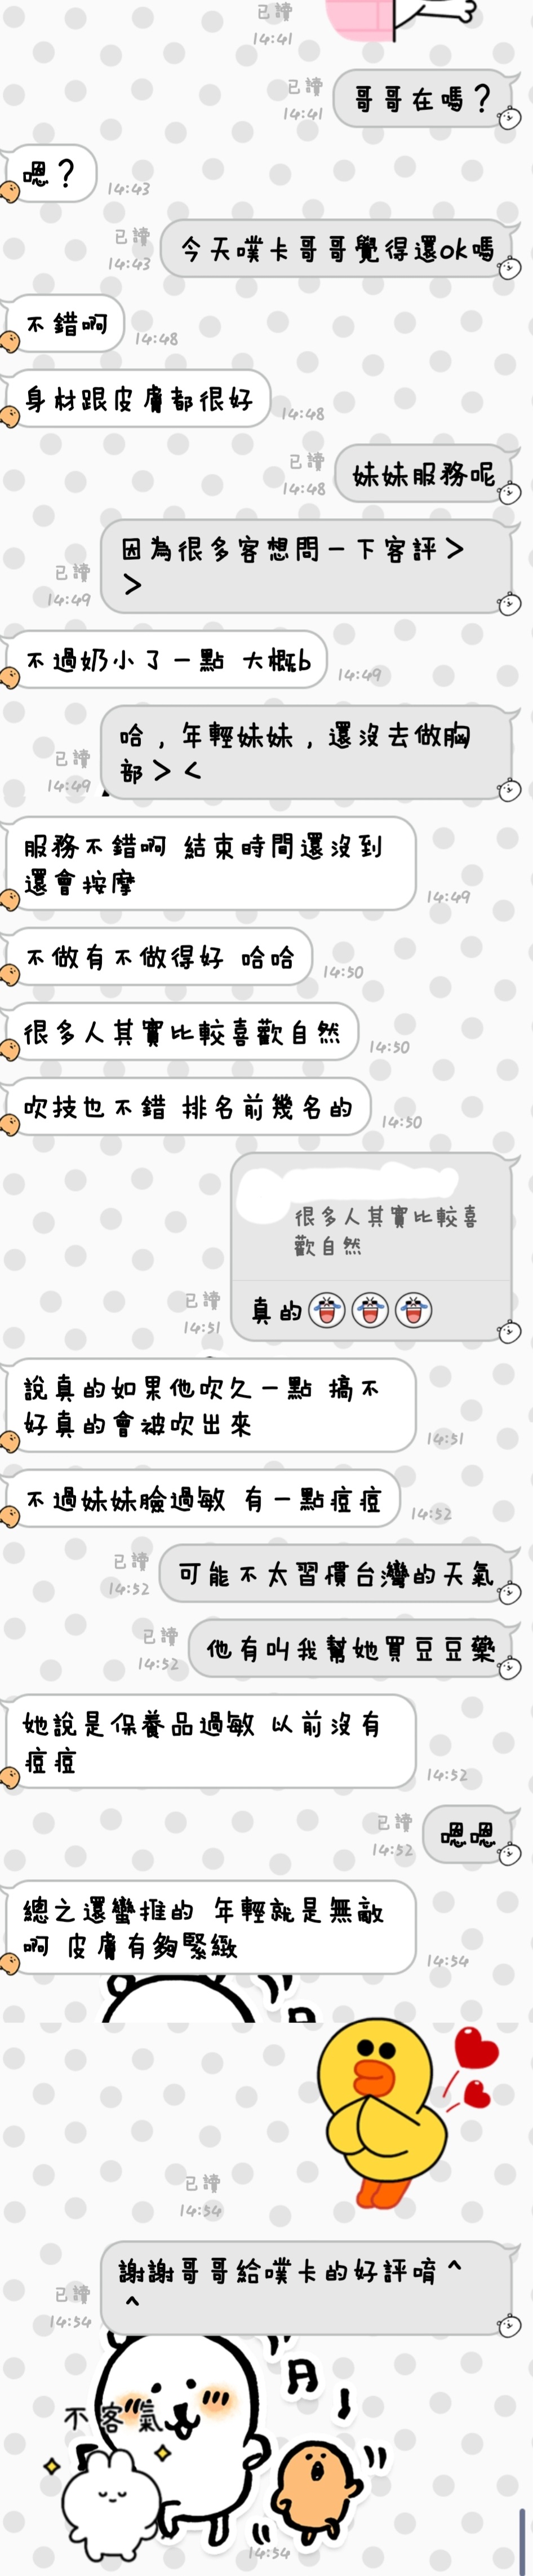 已讀
14:41
哥哥在嗎？
已讀
14:41
嗯？
14:43
今天噗卡哥哥覺得還ok嗎
已讀
14:43
不錯啊
14:48
身材跟皮膚都很好
14:48
妹妹服務呢
已讀
14:48
因為很多客想問一下客評＞
＞
已讀
14:49
不過奶小了一點 大概b
14:49
哈，年輕妹妹，還沒去做胸
部＞＜
已讀
14:49
服務不錯啊 結束時間還沒到
還會按摩
14:49
不做有不做得好 哈哈
14:50
很多人其實比較喜歡自然
14:50
吹技也不錯 排名前幾名的
14:50
很多人其實比較喜
歡自然
真的
已讀
14:51
說真的如果他吹久一點 搞不
好真的會被吹出來
14:51
不過妹妹臉過敏 有一點痘痘
14:52
可能不太習慣台灣的天氣
已讀
14:52
他有叫我幫她買豆豆藥
已讀
14:52
她說是保養品過敏 以前沒有
痘痘
14:52
嗯嗯
已讀
14:52
總之還蠻推的 年輕就是無敵
啊 皮膚有夠緊緻
14:54
已讀
14:54
謝謝哥哥給噗卡的好評唷^
^
已讀
14:54
不客氣
14:54